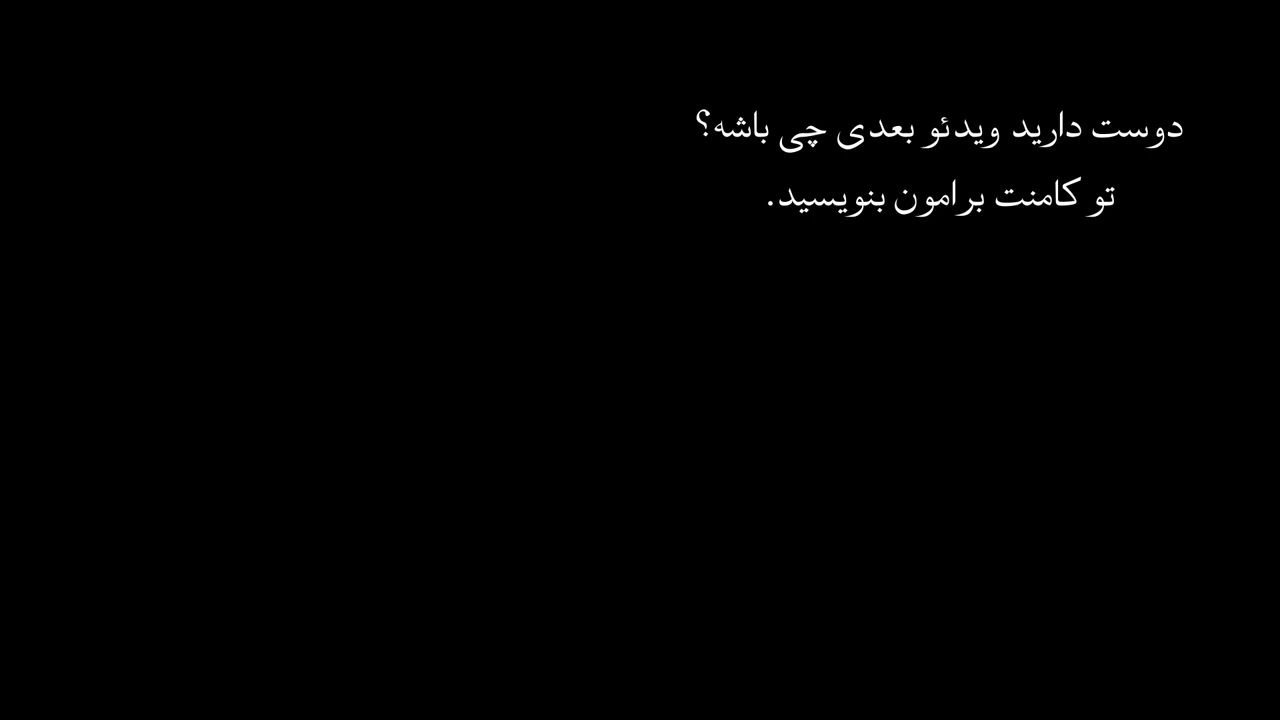 دوست دارید ویدئو بعدی چی باشه؟
تو کامنت برامون بنویسید.